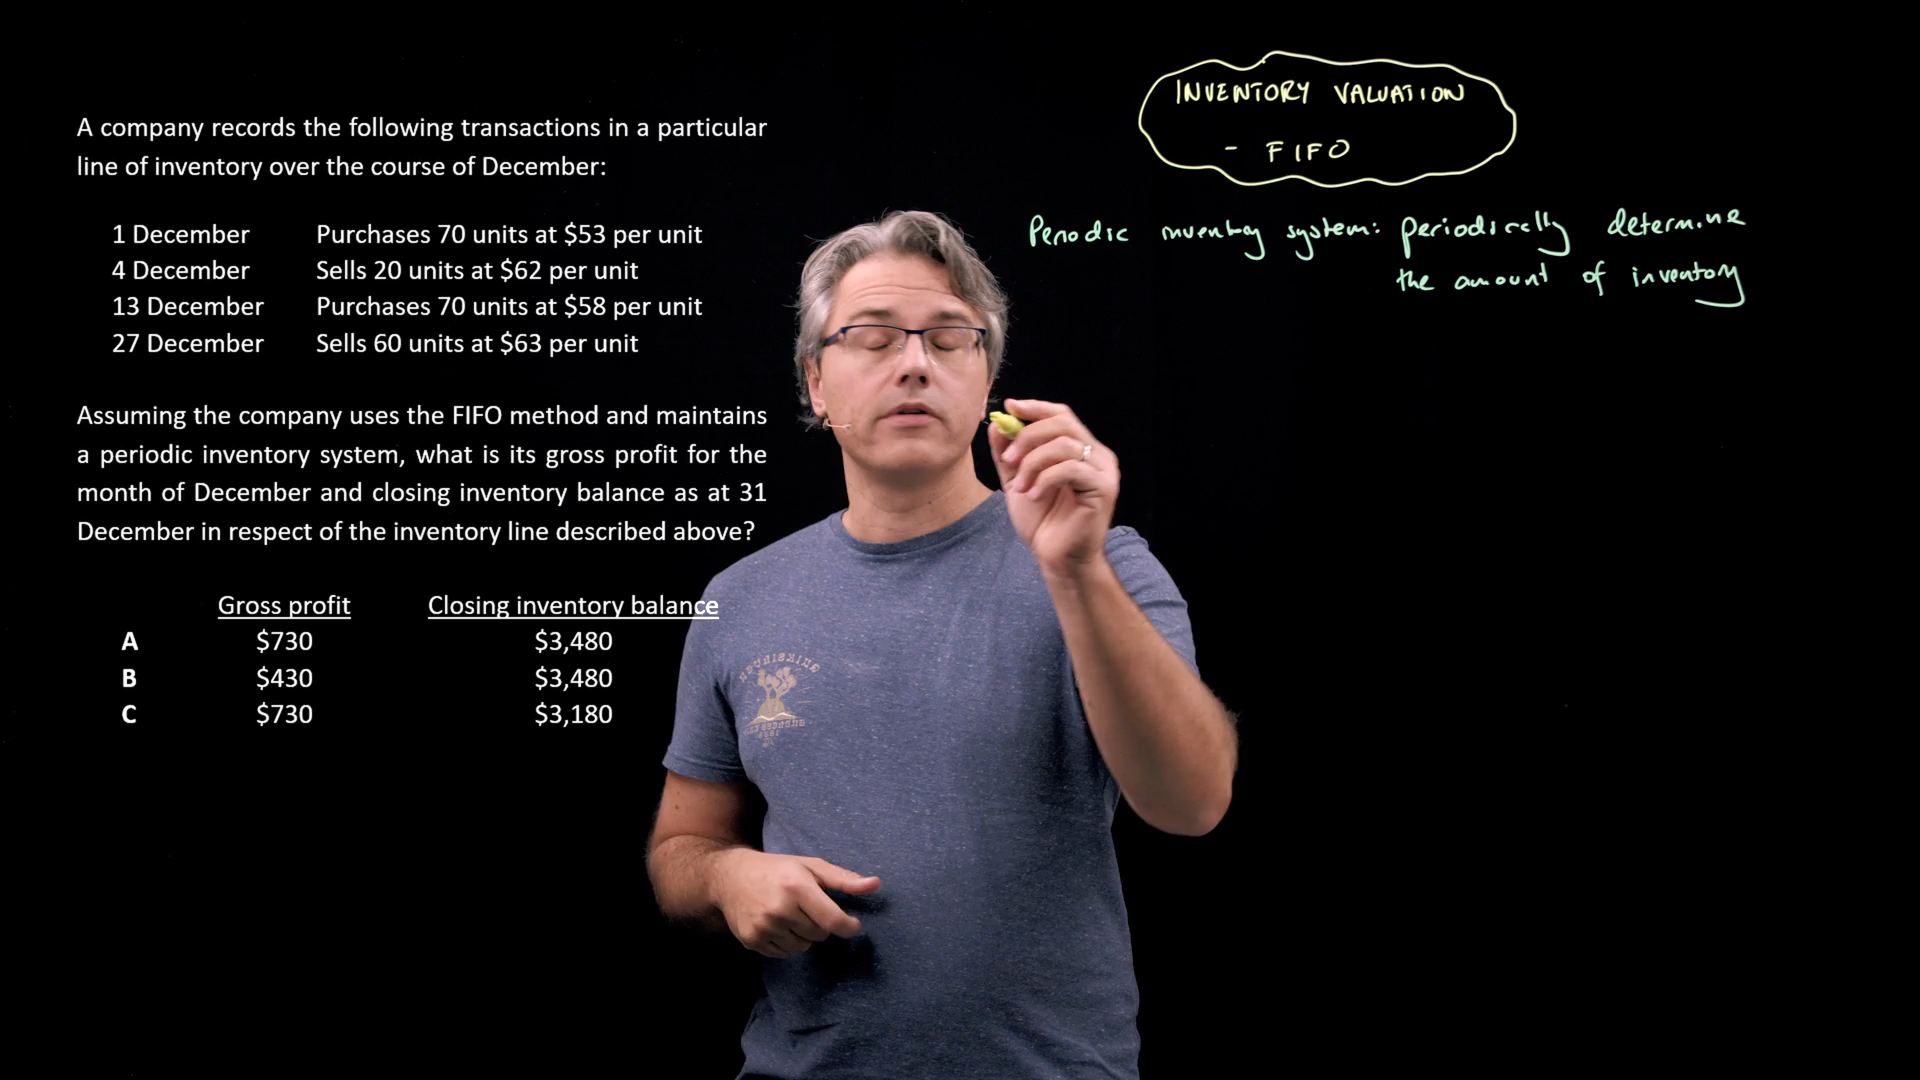 A company records the following transactions in a particular
line of inventory over the course of December:
1 December Purchases 70 units at $53 per unit
4 December Sells 20 units at $62 per unit
13 December Purchases 70 units at $58 per unit
27 December Sells 60 units at $63 per unit
Assuming the company uses the FIFO method and maintains
a periodic inventory system, what is its gross profit for the
month of December and closing inventory balance as at 31
December in respect of the inventory line described above?
Gross profit Closing inventory balance
A $730 $3,480
B $430 $3,480
C $730 $3,180
INVENTORY VALUATION
- FIFO
Periodic inventory system: periodically determine
the amount of inventory